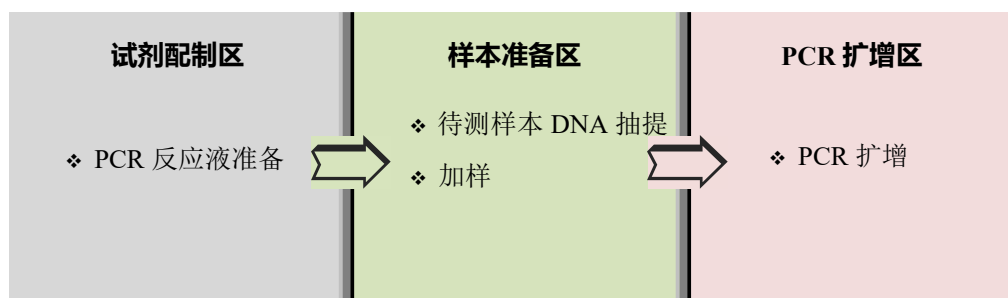 试剂配制区
❖ PCR 反应液准备
样本准备区
❖ 待测样本 DNA 抽提
❖ 加样
PCR 扩增区
❖ PCR 扩增